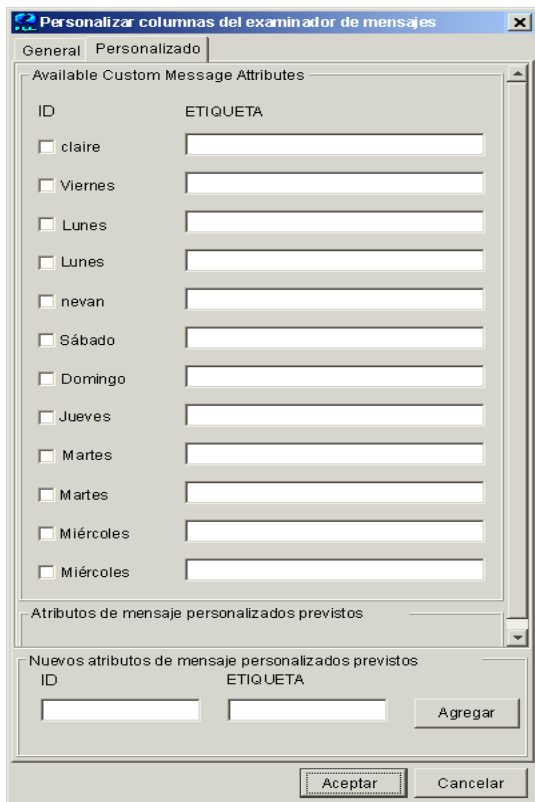 Personalizar columnas del examinador de mensajes
General Personalizado
Available Custom Message Attributes
ID ETIQUETA
claire
Viernes
Lunes
Lunes
nevan
Sábado
Domingo
Jueves
Martes
Martes
Miércoles
Miércoles
Atributos de mensaje personalizados previstos
Nuevos atributos de mensaje personalizados previstos
ID ETIQUETA
Agregar
Aceptar Cancelar